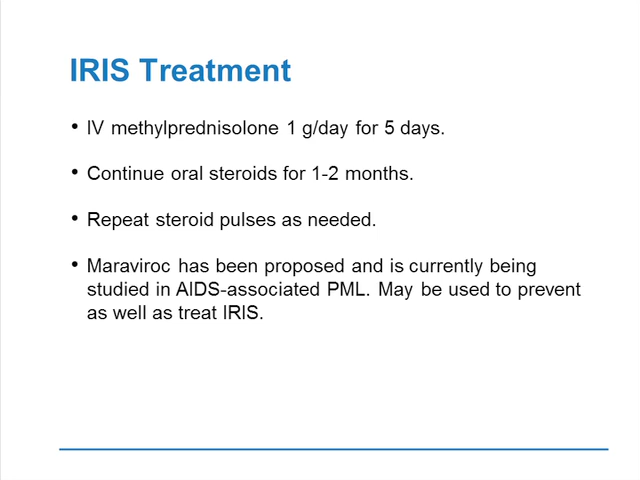 IRIS Treatment
• IV methylprednisolone 1 g/day for 5 days.
• Continue oral steroids for 1-2 months.
• Repeat steroid pulses as needed.
• Maraviroc has been proposed and is currently being
studied in AIDS-associated PML. May be used to prevent
as well as treat IRIS.